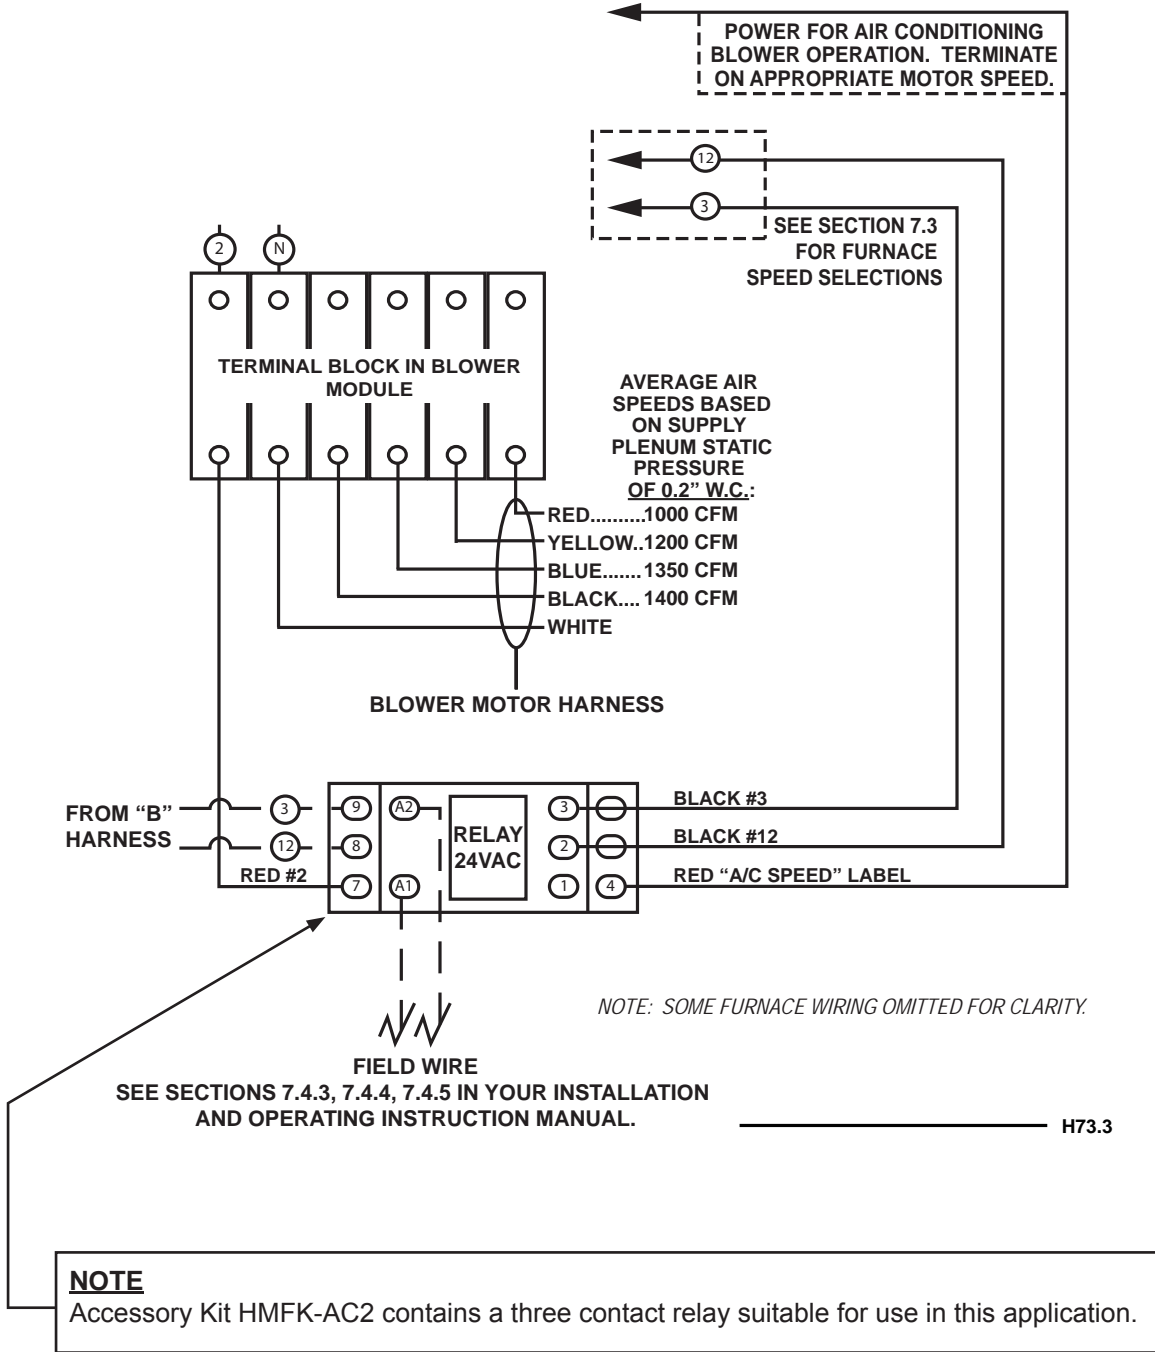 POWER FOR AIR CONDITIONING
BLOWER OPERATION.  TERMINATE
ON APPROPRIATE MOTOR SPEED.
12
3
SEE SECTION 7.3
FOR FURNACE
SPEED SELECTIONS
2
N
TERMINAL BLOCK IN BLOWER
MODULE
AVERAGE AIR
SPEEDS BASED
ON SUPPLY
PLENUM STATIC
PRESSURE
OF 0.2" W.C.:
RED..........1000 CFM
YELLOW..1200 CFM
BLUE....... 1350 CFM
BLACK.... 1400 CFM
WHITE
BLOWER MOTOR HARNESS
FROM “B”
HARNESS
3
12
RED #2
9
8
7
A2
A1
RELAY
24VAC
3
2
1
4
BLACK #3
BLACK #12
RED “A/C SPEED” LABEL
NOTE:  SOME FURNACE WIRING OMITTED FOR CLARITY.
FIELD WIRE
SEE SECTIONS 7.4.3, 7.4.4, 7.4.5 IN YOUR INSTALLATION
AND OPERATING INSTRUCTION MANUAL.
H73.3
NOTE
Accessory Kit HMFK-AC2 contains a three contact relay suitable for use in this application.